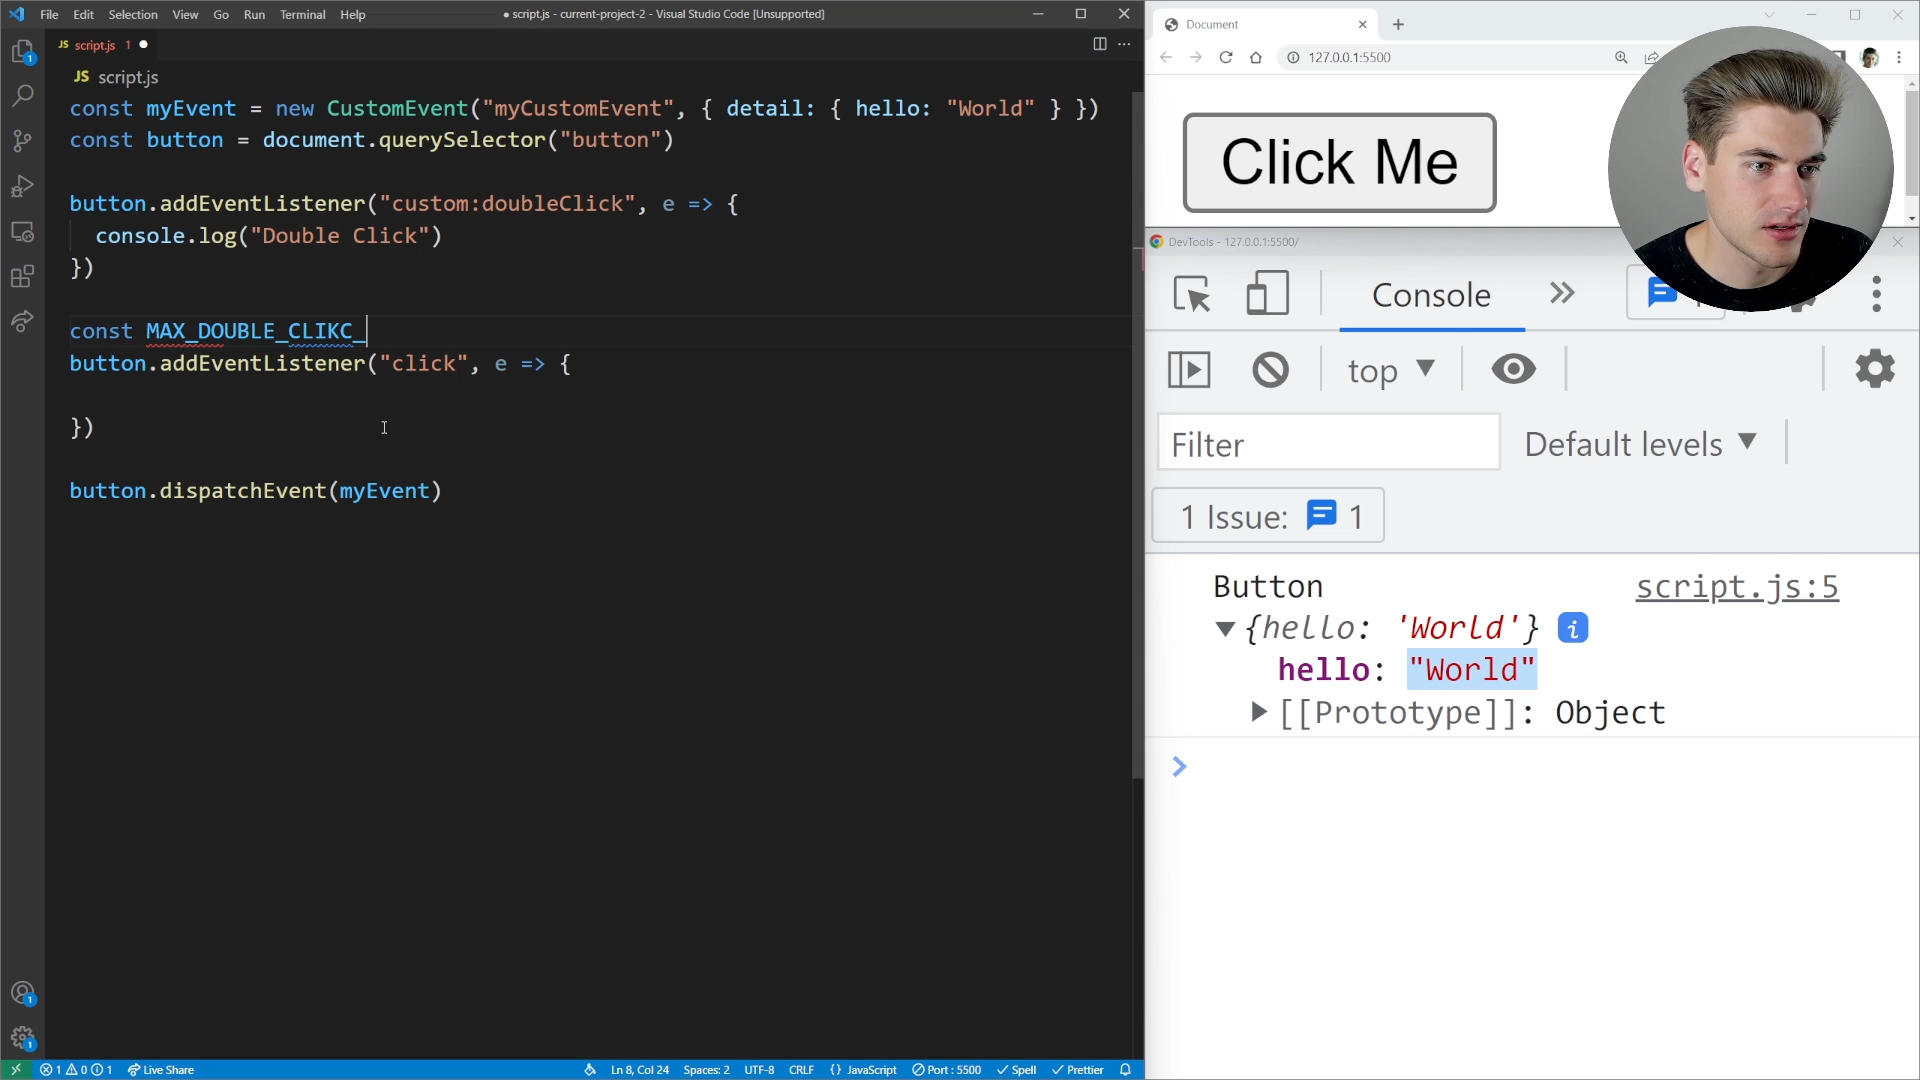 File Edit Selection View Go Run Terminal Help
● script.js - current-project-2 - Visual Studio Code [Unsupported]
JS script.js 1 ●
JS script.js
const myEvent = new CustomEvent("myCustomEvent", { detail: { hello: "World" } })
const button = document.querySelector("button")
button.addEventListener("custom:doubleClick", e => {
console.log("Double Click")
})
const MAX_DOUBLE_CLIKC_
button.addEventListener("click", e => {
})
button.dispatchEvent(myEvent)
1
1
1
1 0 1 Live Share
Ln 8, Col 24 Spaces: 2 UTF-8 CRLF {} JavaScript Port : 5500 Spell Prettier
Document
127.0.0.1:5500
Click Me
DevTools - 127.0.0.1:5500/
Console
top
Filter
Default levels
1 Issue: 1
Button script.js:5
{hello: 'World'} i
hello: "World"
[[Prototype]]: Object